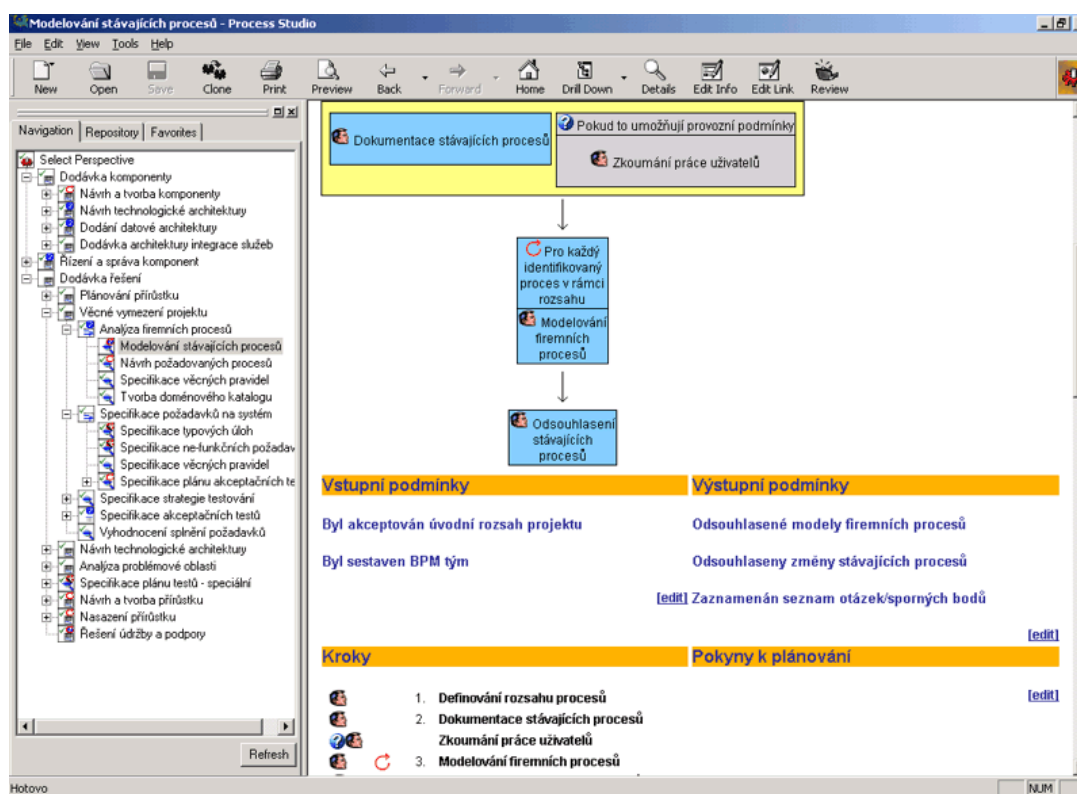 Modelování stávajících procesů - Process Studio
File Edit View Tools Help
New Open Save Clone Print Preview Back Forward Home Drill Down Details Edit Info Edit Link Review
Navigation Repository Favorites
Select Perspective
Dodávka komponenty
Návrh a tvorba komponenty
Návrh technologické architektury
Dodání datové architektury
Dodávka architektury integrace služeb
Řízení a správa komponent
Dodávka řešení
Plánování přírůstku
Věcné vymezení projektu
Analýza firemních procesů
Modelování stávajících procesů
Návrh požadovaných procesů
Specifikace věcných pravidel
Tvorba doménového katalogu
Specifikace požadavků na systém
Specifikace typových úloh
Specifikace ne-funkčních požadav
Specifikace věcných pravidel
Specifikace plánu akceptačních te
Specifikace strategie testování
Specifikace akceptačních testů
Vyhodnocení splnění požadavků
Návrh technologické architektury
Analýza problémové oblasti
Specifikace plánu testů - speciální
Návrh a tvorba přírůstku
Nasazení přírůstku
Řešení údržby a podpory
Refresh
Dokumentace stávajících procesů
Pokud to umožňují provozní podmínky
Zkoumání práce uživatelů
Pro každý
identifikovaný
proces v rámci
rozsahu
Modelování
firemních
procesů
Odsouhlasení
stávajících
procesů
Vstupní podmínky Výstupní podmínky
Byl akceptován úvodní rozsah projektu Odsouhlasené modely firemních procesů
Byl sestaven BPM tým Odsouhlaseny změny stávajících procesů
[edit] Zaznamenán seznam otázek/sporných bodů
[edit]
Kroky Pokyny k plánování
[edit]
1. Definování rozsahu procesů
2. Dokumentace stávajících procesů
Zkoumání práce uživatelů
3. Modelování firemních procesů
Hotovo NUM